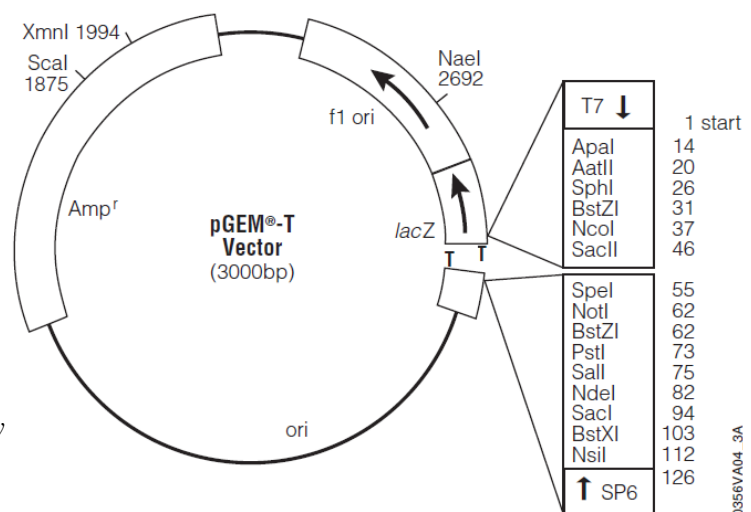 XmnI 1994
ScaI
1875
NaeI
2692
f1 ori
Ampʳ
pGEM®-T
Vector
(3000bp)
lacZ
T T
ori
T7 ↓
1 start
ApaI 14
AatII 20
SphI 26
BstZI 31
NcoI 37
SacII 46
SpeI 55
NotI 62
BstZI 62
PstI 73
SalI 75
NdeI 82
SacI 94
BstXI 103
NsiI 112
↑ SP6 126
0356VA04_3A